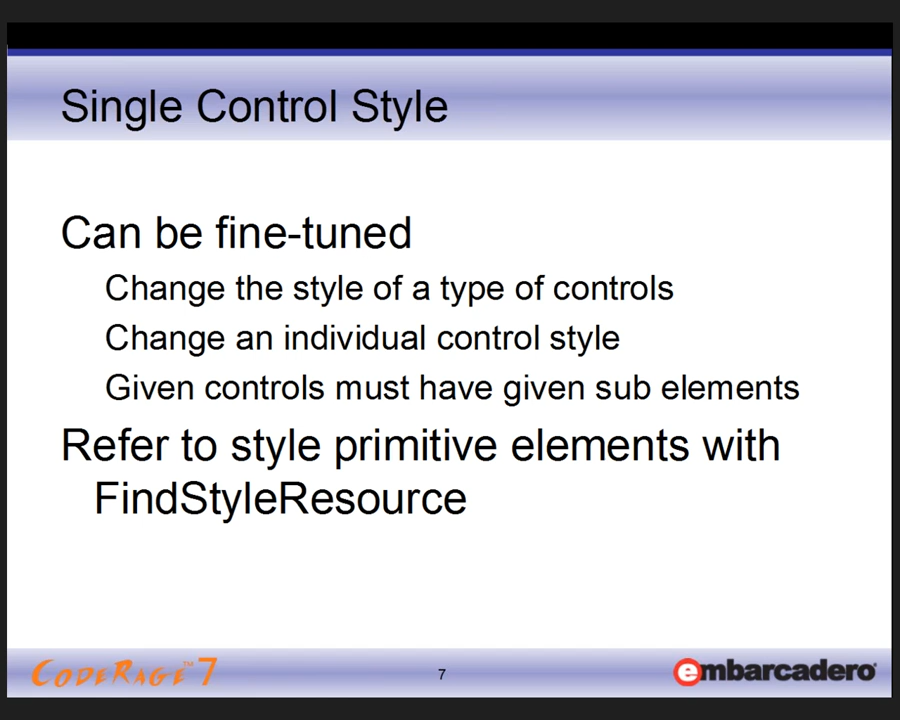 Single Control Style
Can be fine-tuned
Change the style of a type of controls
Change an individual control style
Given controls must have given sub elements
Refer to style primitive elements with
FindStyleResource
CODERAGE™ 7
7
embarcadero®